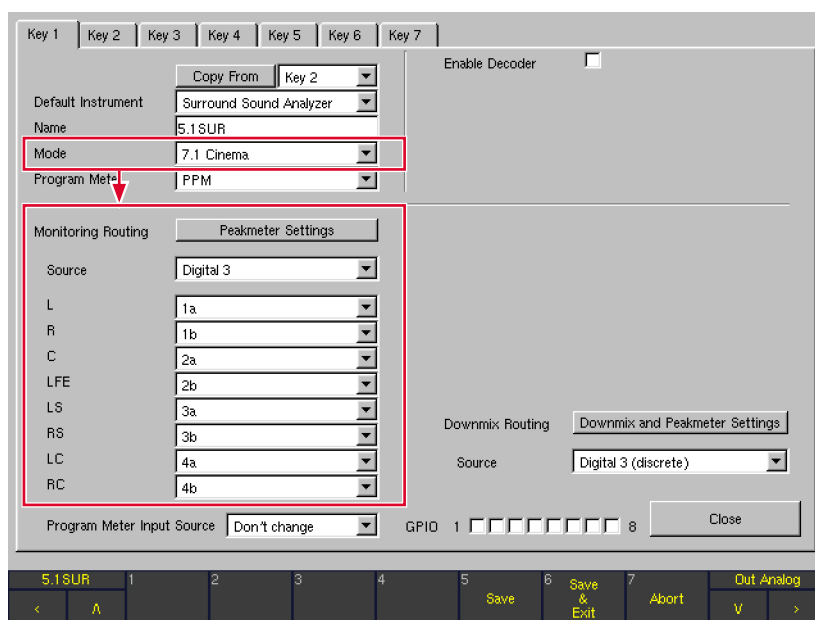 Key 1 Key 2 Key 3 Key 4 Key 5 Key 6 Key 7
Copy From Key 2
Enable Decoder
Default Instrument Surround Sound Analyzer
Name 5.1SUR
Mode 7.1 Cinema
Program Mete PPM
Monitoring Routing Peakmeter Settings
Source Digital 3
L 1a
R 1b
C 2a
LFE 2b
LS 3a
RS 3b
LC 4a
RC 4b
Downmix Routing Downmix and Peakmeter Settings
Source Digital 3 (discrete)
Program Meter Input Source Don't change
GPIO 1 8
Close
5.1SUR 1 2 3 4 5 Save 6 Save & Exit 7 Abort Out Analog
< Λ V >